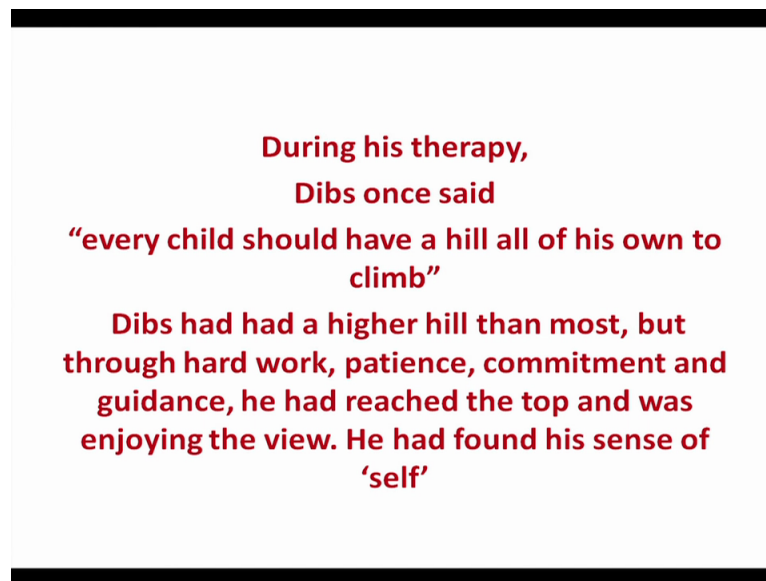 During his therapy,
Dibs once said
“every child should have a hill all of his own to
climb”
Dibs had had a higher hill than most, but
through hard work, patience, commitment and
guidance, he had reached the top and was
enjoying the view. He had found his sense of
‘self’